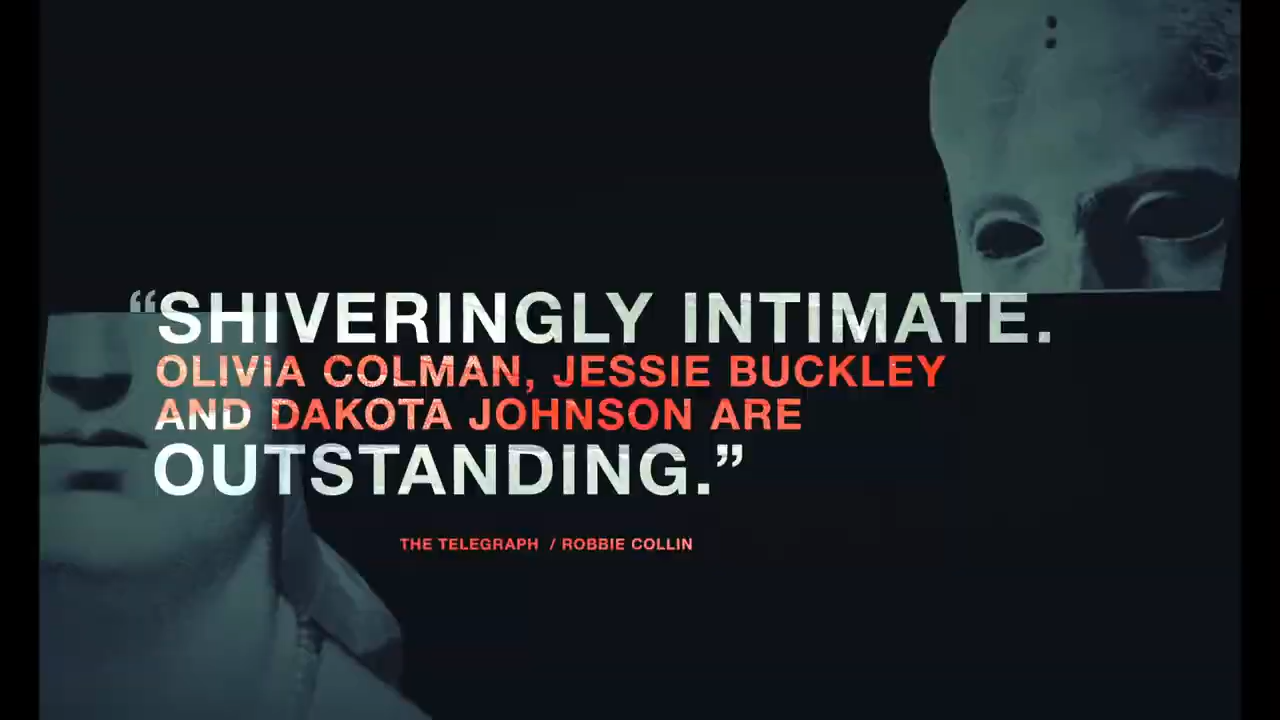 “SHIVERINGLY INTIMATE.
OLIVIA COLMAN, JESSIE BUCKLEY
AND DAKOTA JOHNSON ARE
OUTSTANDING.”
THE TELEGRAPH / ROBBIE COLLIN